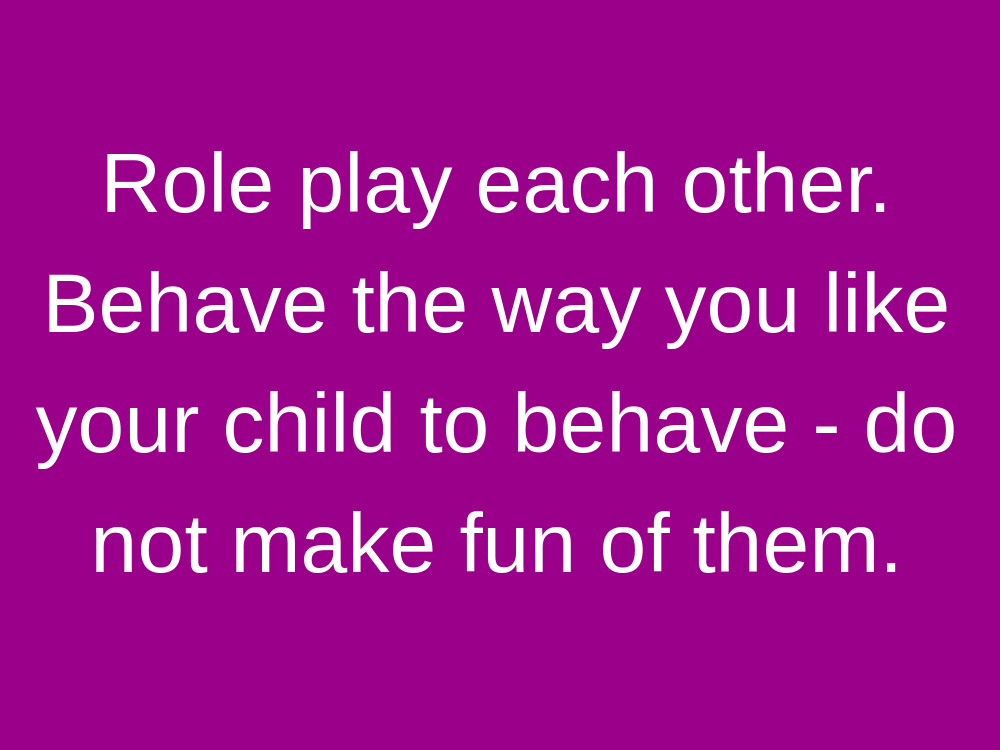 Role play each other.
Behave the way you like
your child to behave - do
not make fun of them.